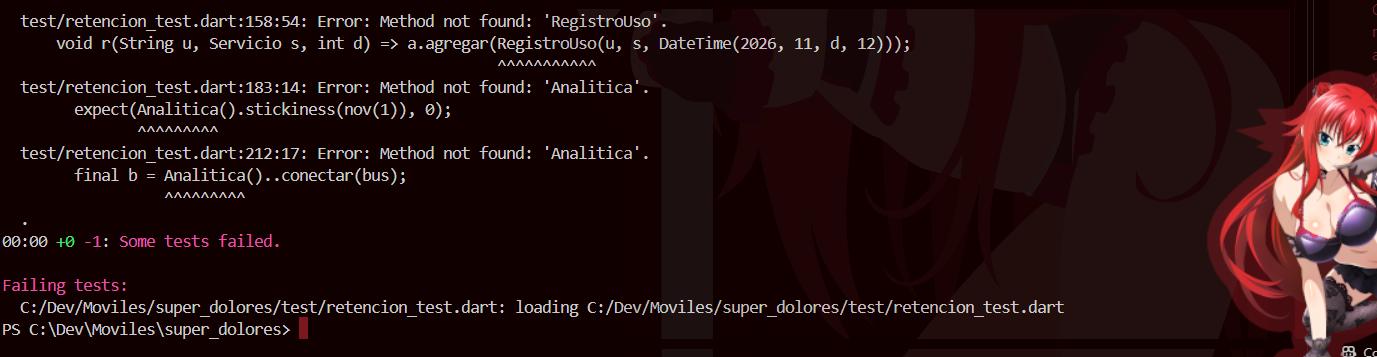 test/retencion_test.dart:158:54: Error: Method not found: 'RegistroUso'.
void r(String u, Servicio s, int d) => a.agregar(RegistroUso(u, s, DateTime(2026, 11, d, 12)));
^^^^^^^^^^^
test/retencion_test.dart:183:14: Error: Method not found: 'Analitica'.
expect(Analitica().stickiness(nov(1)), 0);
^^^^^^^^^
test/retencion_test.dart:212:17: Error: Method not found: 'Analitica'.
final b = Analitica()..conectar(bus);
^^^^^^^^^
.
00:00 +0 -1: Some tests failed.
Failing tests:
C:/Dev/Moviles/super_dolores/test/retencion_test.dart: loading C:/Dev/Moviles/super_dolores/test/retencion_test.dart
PS C:\Dev\Moviles\super_dolores>